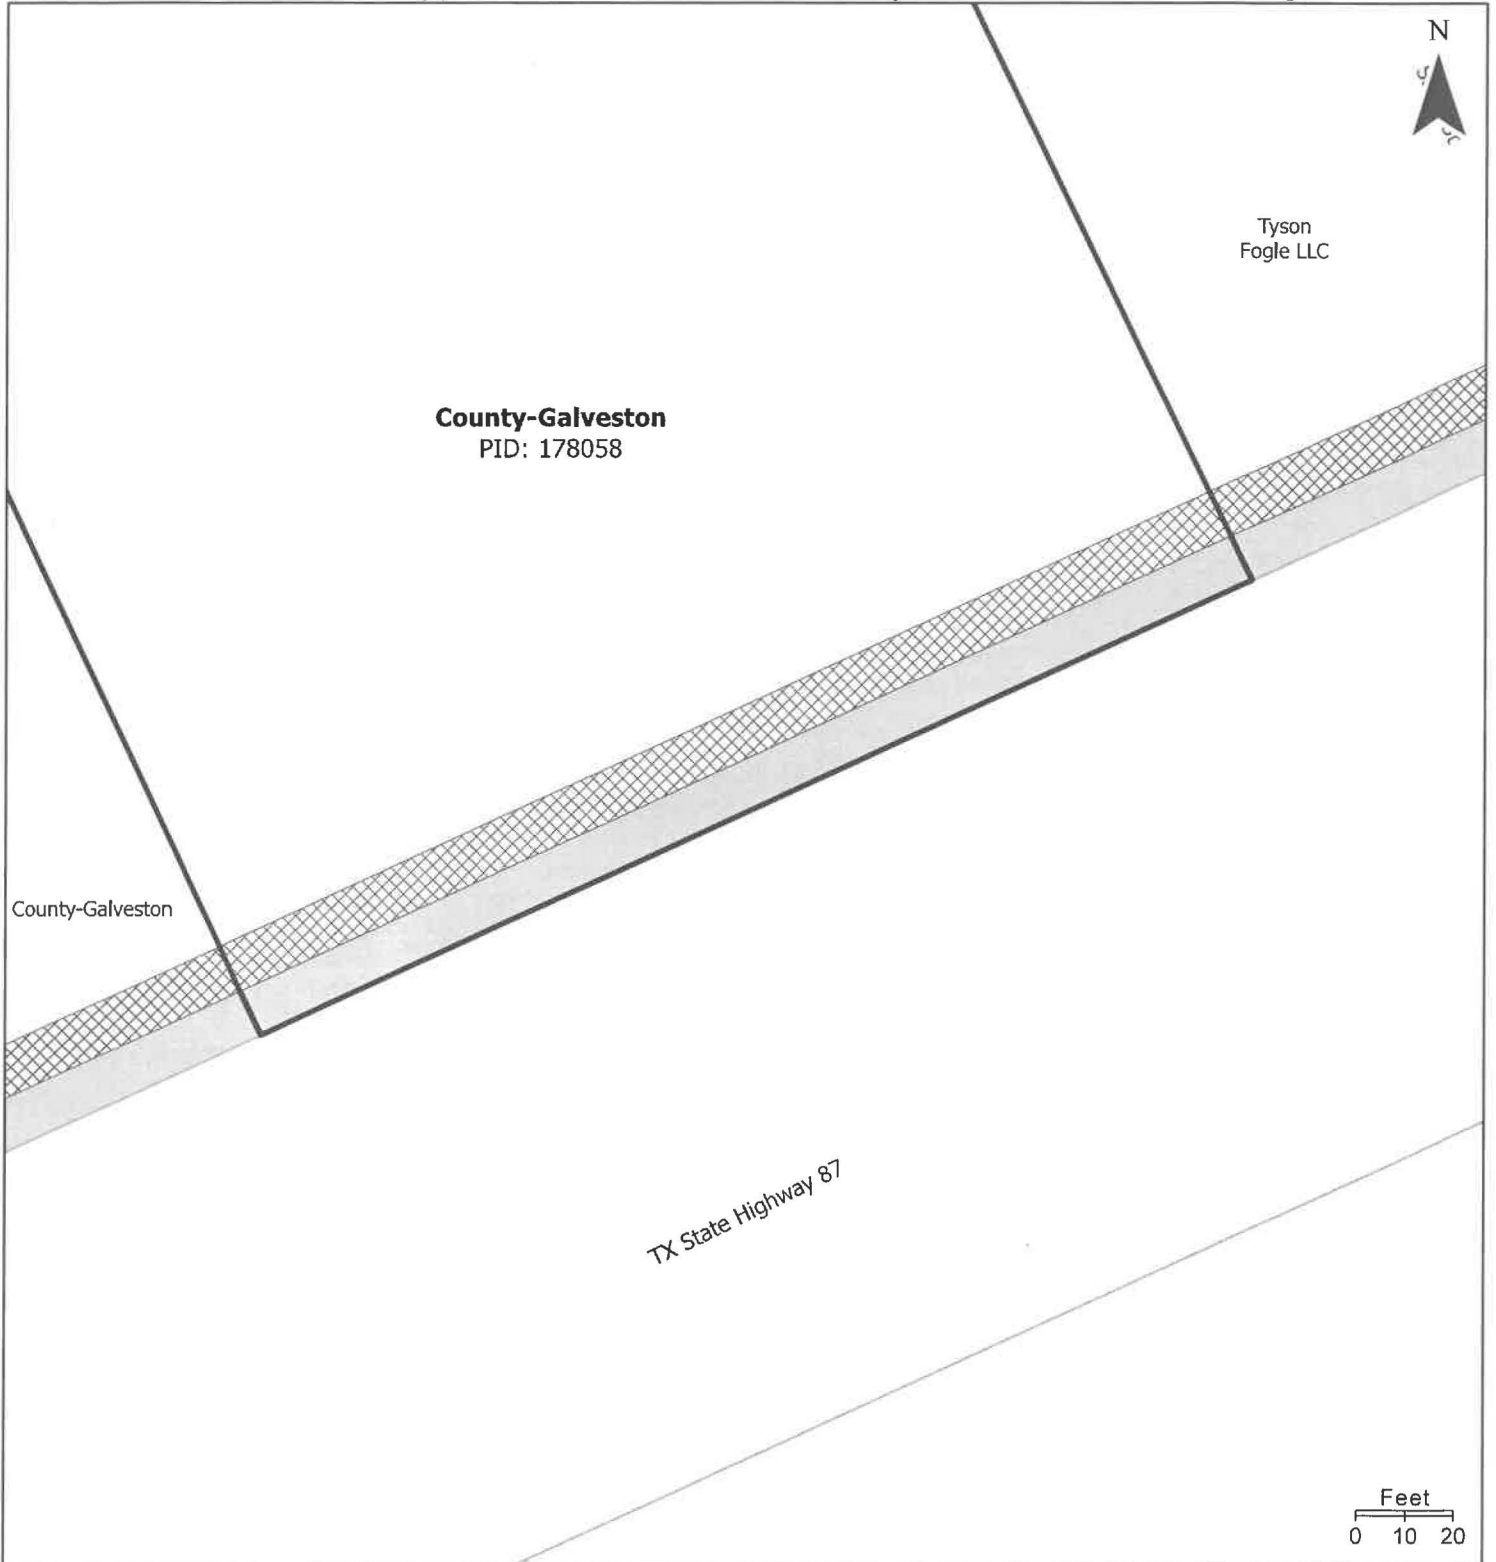 N
Tyson
Fogle LLC
County-Galveston
PID: 178058
County-Galveston
TX State Highway 87
Feet
0 10 20